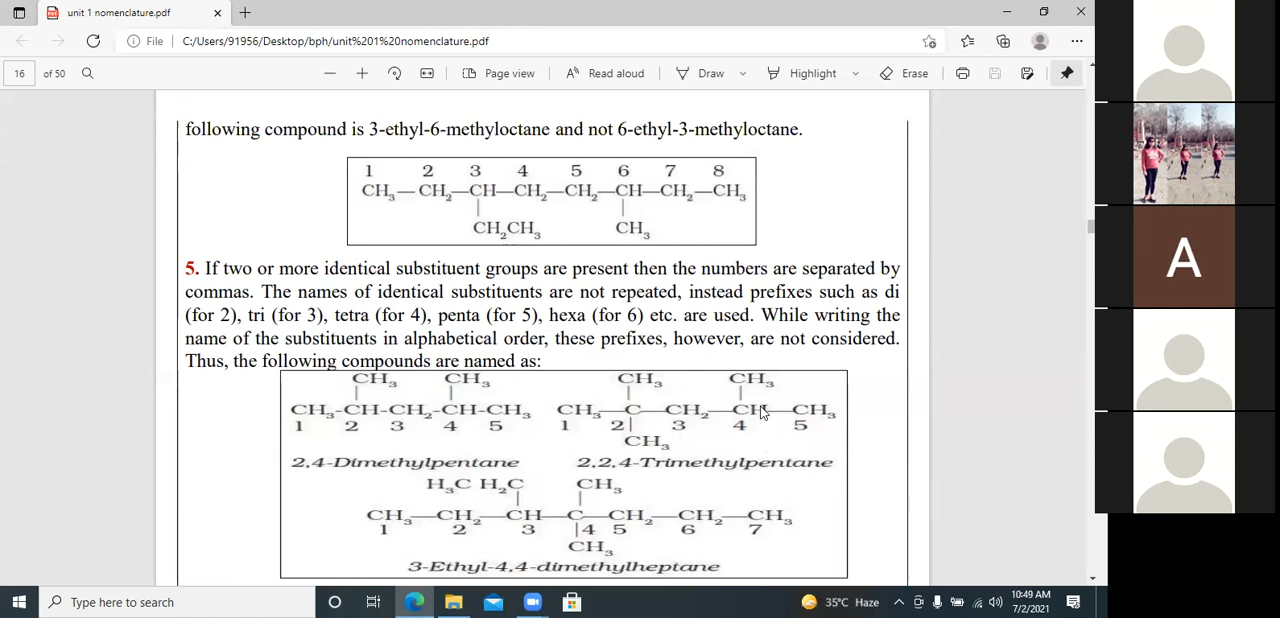 unit 1 nomenclature.pdf
File C:/Users/91956/Desktop/bph/unit%201%20nomenclature.pdf
16 of 50 Page view Read aloud Draw Highlight Erase
following compound is 3-ethyl-6-methyloctane and not 6-ethyl-3-methyloctane.
1 2 3 4 5 6 7 8
CH₃—CH₂—CH—CH₂—CH₂—CH—CH₂—CH₃
CH₂CH₃ CH₃
5. If two or more identical substituent groups are present then the numbers are separated by
commas. The names of identical substituents are not repeated, instead prefixes such as di
(for 2), tri (for 3), tetra (for 4), penta (for 5), hexa (for 6) etc. are used. While writing the
name of the substituents in alphabetical order, these prefixes, however, are not considered.
Thus, the following compounds are named as:
CH₃ CH₃ CH₃ CH₃
CH₃-CH-CH₂-CH-CH₃ CH₃—C—CH₂—CH—CH₃
1 2 3 4 5 1 2 3 4 5
CH₃
2,4-Dimethylpentane 2,2,4-Trimethylpentane
H₃C H₂C CH₃
CH₃—CH₂—CH—C—CH₂—CH₂—CH₃
1 2 3 4 5 6 7
CH₃
3-Ethyl-4,4-dimethylheptane
A
Type here to search
35°C Haze
10:49 AM
7/2/2021